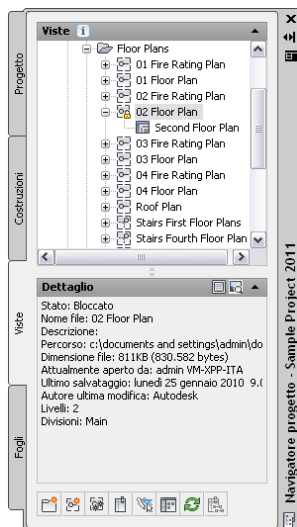 Viste
Floor Plans
01 Fire Rating Plan
01 Floor Plan
02 Fire Rating Plan
02 Floor Plan
Second Floor Plan
03 Fire Rating Plan
03 Floor Plan
04 Fire Rating Plan
04 Floor Plan
Roof Plan
Stairs First Floor Plans
Stairs Fourth Floor Plan
Dettaglio
Stato: Bloccato
Nome file: 02 Floor Plan
Descrizione:
Percorso: c:\documents and settings\admin\do
Dimensione file: 811KB (830.582 bytes)
Attualmente aperto da: admin VM-XPP-ITA
Ultimo salvataggio: lunedì 25 gennaio 2010 9.0
Autore ultima modifica: Autodesk
Livelli: 2
Divisioni: Main
Progetto
Costruzioni
Viste
Fogli
Navigatore progetto - Sample Project 2011